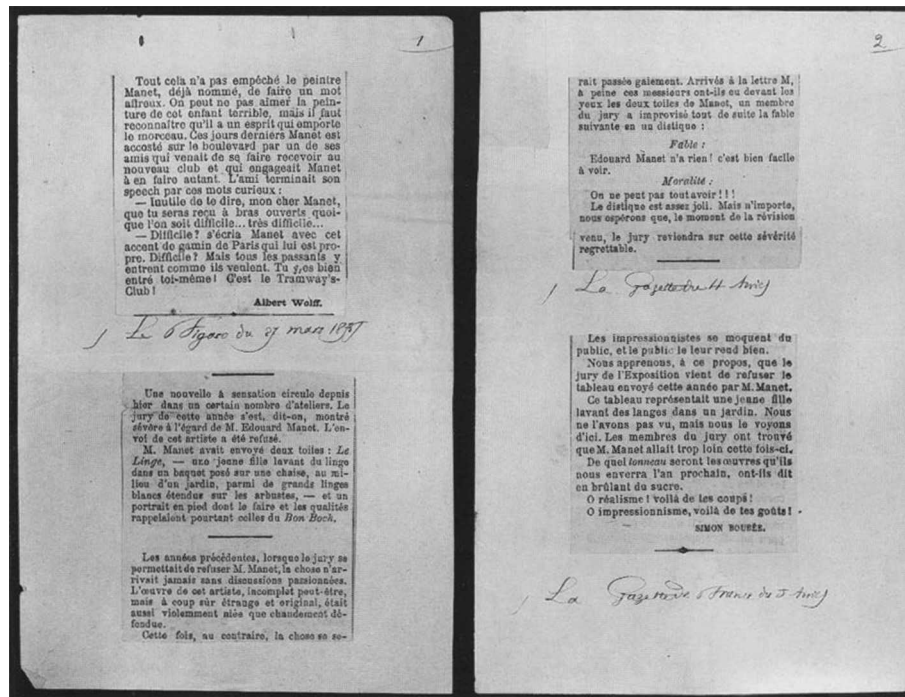 1
Tout cela n'a pas empêché le peintre
Manet, déjà nommé, de faire un mot
affreux. On peut ne pas aimer la pein-
ture de cet enfant terrible, mais il faut
reconnaître qu'il a un esprit qui emporte
le morceau. Ces jours derniers Manet est
accosté sur le boulevard par un de ses
amis qui venait de se faire recevoir au
nouveau club et qui engageait Manet
à en faire autant. L'ami terminait son
speech par ces mots curieux :
— Inutile de te dire, mon cher Manet,
que tu seras reçu à bras ouverts quoi-
que l'on soit difficile... très difficile...
— Difficile? s'écria Manet avec cet
accent de gamin de Paris qui lui est pro-
pre. Difficile? Mais tous les passants y
entrent comme ils veulent. Tu y es bien
entré toi-même! C'est le Tramway's-
Club!
Albert Wolff.
Le Figaro du 27 mars
Une nouvelle à sensation circule depuis
hier dans un certain nombre d'ateliers. Le
jury de cette année s'est, dit-on, montré
sévère à l'égard de M. Edouard Manet. L'en-
voi de cet artiste a été refusé.
M. Manet avait envoyé deux toiles : Le
Linge, — une jeune fille lavant du linge
dans un baquet posé sur une chaise, au mi-
lieu d'un jardin, parmi de grands linges
blancs étendus sur les arbustes, — et un
portrait en pied dont le faire et les qualités
rappelaient pourtant celles du Bon Bock.
Les années précédentes, lorsque le jury se
permettait de refuser M. Manet, la chose n'ar-
rivait jamais sans discussions passionnées.
L'œuvre de cet artiste, incomplet peut-être,
mais à coup sûr étrange et original, était
aussi violemment niée que chaudement dé-
fendue.
Cette fois, au contraire, la chose se se-
2
rait passée gaiement. Arrivés à la lettre M,
à peine ces messieurs ont-ils eu devant les
yeux les deux toiles de Manet, un membre
du jury a improvisé tout de suite la fable
suivante en un distique :
Fable :
Edouard Manet n'a rien! c'est bien facile
à voir.
Moralité :
On ne peut pas tout avoir!!!
Le distique est assez joli. Mais n'importe,
nous espérons que, le moment de la révision
venu, le jury reviendra sur cette sévérité
regrettable.
La Gazette 4 Avril
Les impressionnistes se moquent du
public, et le public le leur rend bien.
Nous apprenons, à ce propos, que le
jury de l'Exposition vient de refuser le
tableau envoyé cette année par M. Manet.
Ce tableau représentait une jeune fille
lavant des langes dans un jardin. Nous
ne l'avons pas vu, mais nous le voyons
d'ici. Les membres du jury ont trouvé
que M. Manet allait trop loin cette fois-ci.
De quel tonneau seront les œuvres qu'ils
nous enverra l'an prochain, ont-ils dit
en brûlant du sucre.
O réalisme! voilà de tes coups!
O impressionnisme, voilà de tes goûts!
SIMON BOUBÉE.
La Gazette de France du 5 Avril